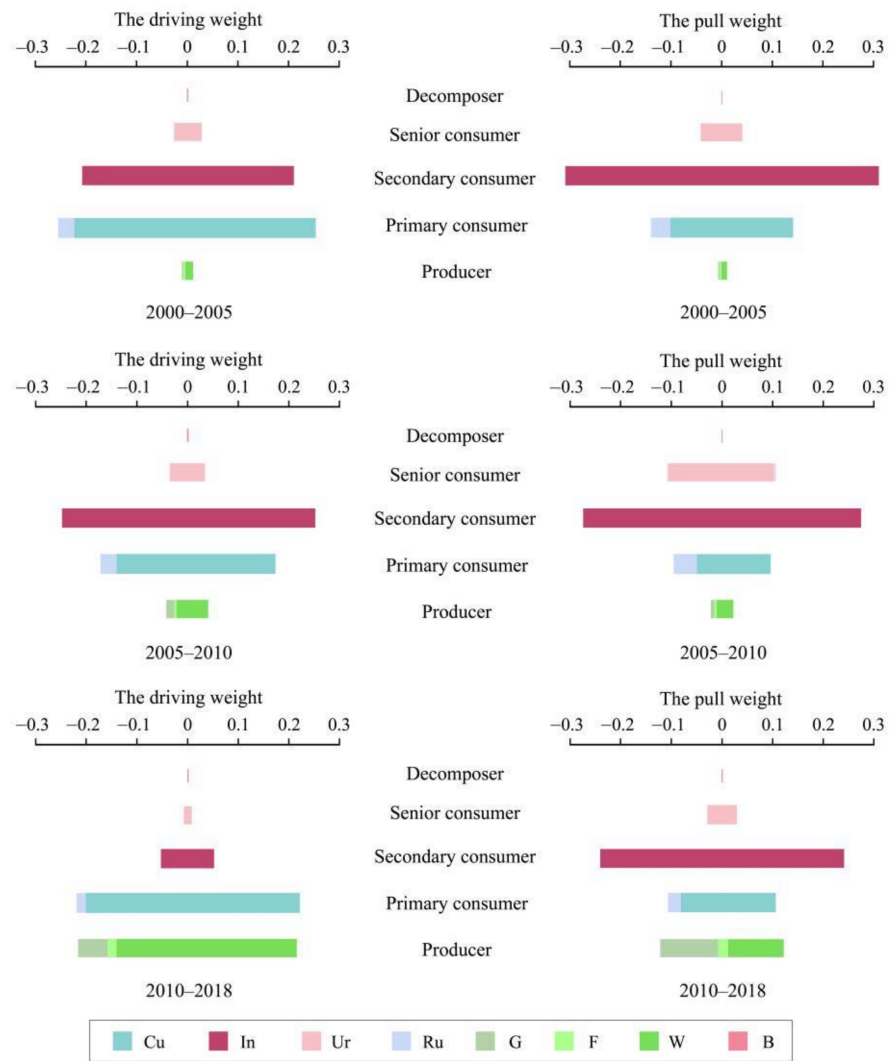 The driving weight The pull weight
−0.3 −0.2 −0.1 0 0.1 0.2 0.3 −0.3 −0.2 −0.1 0 0.1 0.2 0.3
Decomposer
Senior consumer
Secondary consumer
Primary consumer
Producer
2000–2005 2000–2005
The driving weight The pull weight
−0.3 −0.2 −0.1 0 0.1 0.2 0.3 −0.3 −0.2 −0.1 0 0.1 0.2 0.3
Decomposer
Senior consumer
Secondary consumer
Primary consumer
Producer
2005–2010 2005–2010
The driving weight The pull weight
−0.3 −0.2 −0.1 0 0.1 0.2 0.3 −0.3 −0.2 −0.1 0 0.1 0.2 0.3
Decomposer
Senior consumer
Secondary consumer
Primary consumer
Producer
2010–2018 2010–2018
Cu In Ur Ru G F W B